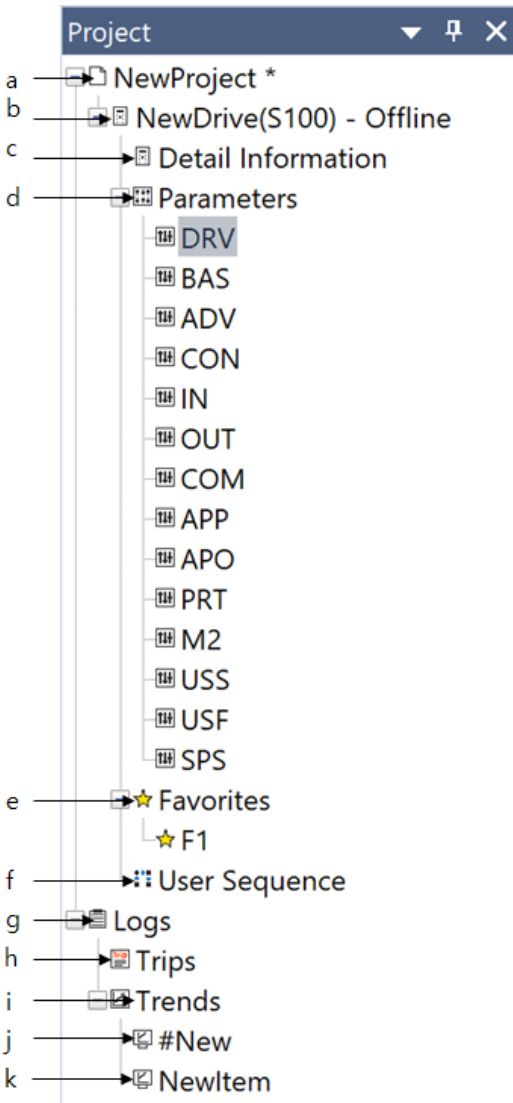 Project
a NewProject *
b NewDrive(S100) - Offline
c Detail Information
d Parameters
DRV
BAS
ADV
CON
IN
OUT
COM
APP
APO
PRT
M2
USS
USF
SPS
e Favorites
F1
f User Sequence
g Logs
h Trips
i Trends
j #New
k NewItem